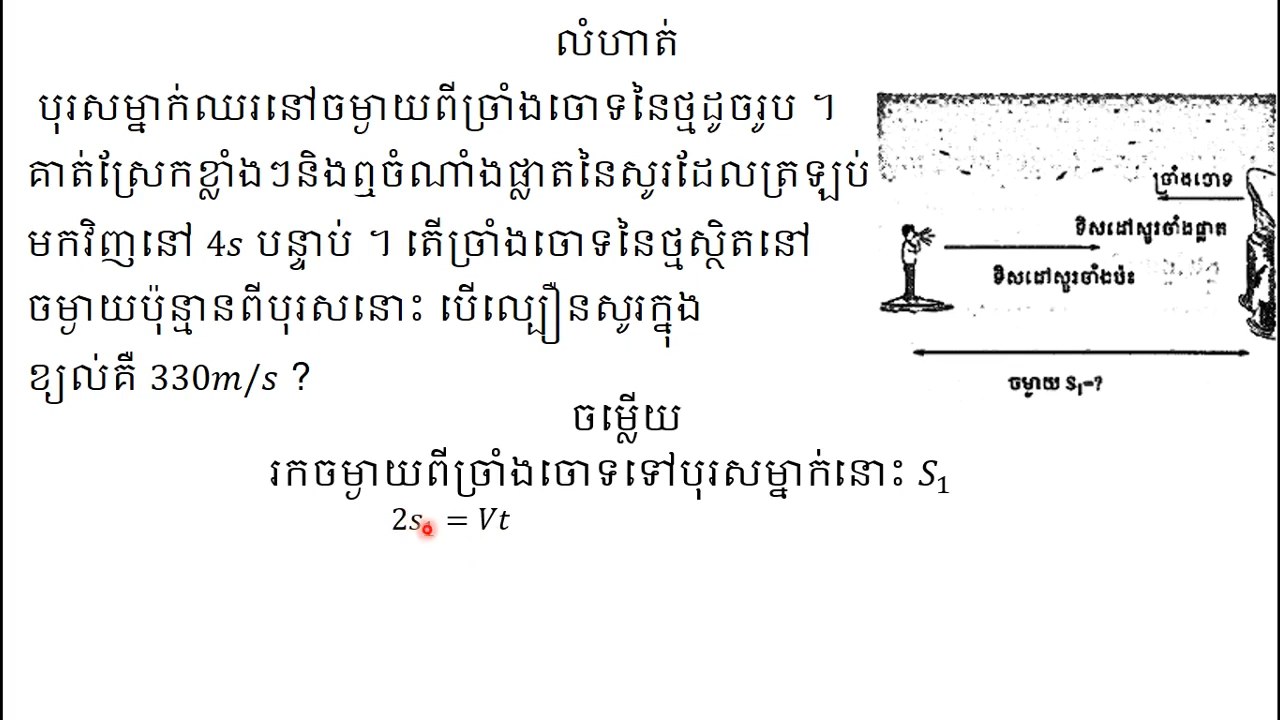 លំហាត់
បុរសម្នាក់ឈរនៅចម្ងាយពីច្រាំងចោទនៃថ្មដូចរូប ។
គាត់ស្រែកខ្លាំងៗនិងឮចំណាំងផ្លាតនៃសូរដែលត្រឡប់
មកវិញនៅ 4s បន្ទាប់ ។ តើច្រាំងចោទនៃថ្មស្ថិតនៅ
ចម្ងាយប៉ុន្មានពីបុរសនោះ បើល្បឿនសូរក្នុង
ខ្យល់គឺ 330m/s ?
ច្រាំងចោទ
ទិសដៅសូរចាំងផ្លាត
ទិសដៅសូរចាំងប៉ះ
ចម្ងាយ S₁=?
ចម្លើយ
រកចម្ងាយពីច្រាំងចោទទៅបុរសម្នាក់នោះ S₁
2s₁ = Vt